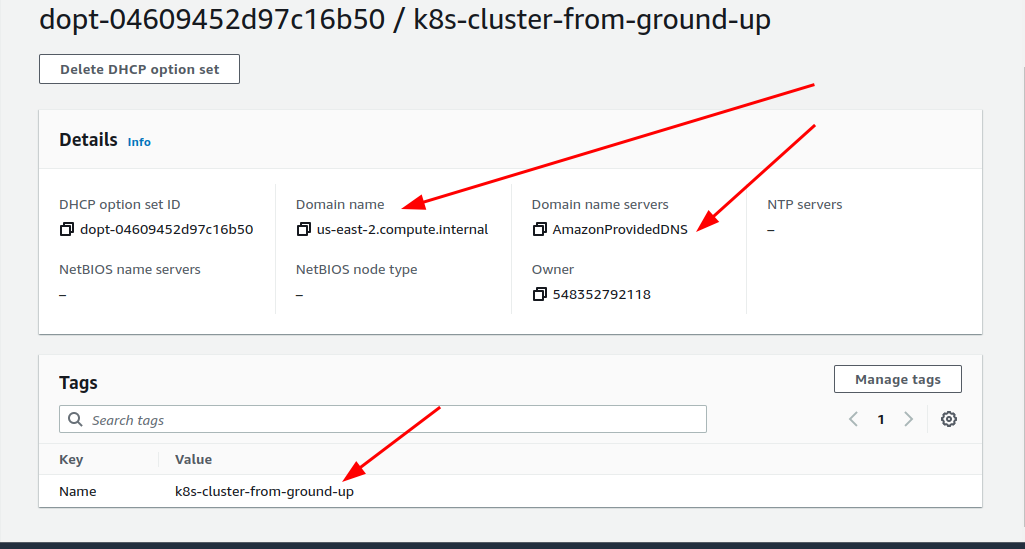 dopt-04609452d97c16b50 / k8s-cluster-from-ground-up
Delete DHCP option set
Details Info
DHCP option set ID
dopt-04609452d97c16b50
Domain name
us-east-2.compute.internal
Domain name servers
AmazonProvidedDNS
NTP servers
–
NetBIOS name servers
–
NetBIOS node type
–
Owner
548352792118
Tags
Manage tags
Search tags
1
Key Value
Name k8s-cluster-from-ground-up